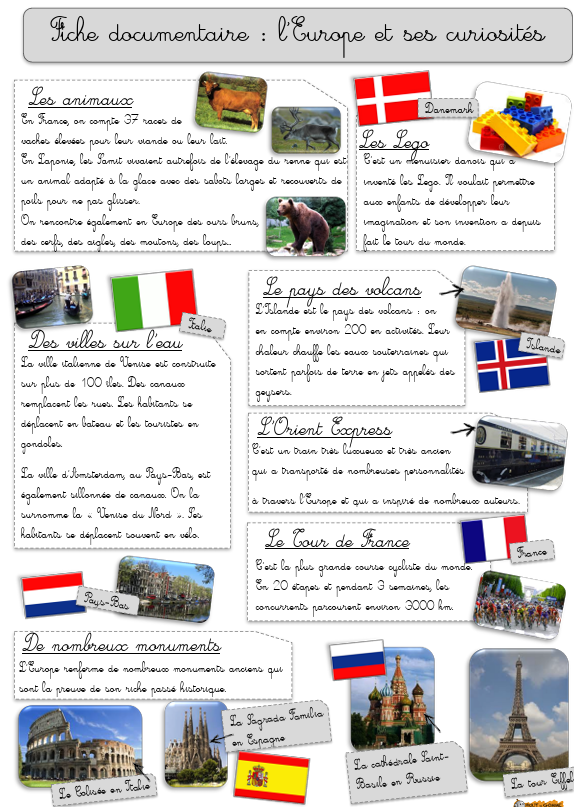 Fiche documentaire : l'Europe et ses curiosités
Les animaux
En France, on compte 37 races de
vaches élevées pour leur viande ou leur lait.
En Laponie, les Samit vivaient autrefois de l'élevage du renne qui est
un animal adapté à la glace avec des sabots larges et recouverts de
poils pour ne pas glisser.
On rencontre également en Europe des ours bruns,
des cerfs, des aigles, des moutons, des loups...
Danemark
Les Lego
C'est un menuisier danois qui a
inventé les Lego. Il voulait permettre
aux enfants de développer leur
imagination et son invention a depuis
fait le tour du monde.
Italie
Des villes sur l'eau
La ville italienne de Venise est construite
sur plus de 100 îles. Des canaux
remplacent les rues. Les habitants se
déplacent en bateau et les touristes en
gondoles.
La ville d'Amsterdam, au Pays-Bas, est
également sillonnée de canaux. On la
surnomme la « Venise du Nord ». Ses
habitants se déplacent souvent en vélo.
Pays-Bas
Le pays des volcans
L'Islande est le pays des volcans : on
en compte environ 200 en activités. Leur
chaleur chauffe les eaux souterraines qui
sortent parfois de terre en jets appelés des
geysers.
Islande
L'Orient Express
C'est un train très luxueux et très ancien
qui a transporté de nombreuses personnalités
à travers l'Europe et qui a inspiré de nombreux auteurs.
Le Tour de France
C'est la plus grande course cycliste du monde.
En 20 étapes et pendant 3 semaines, les
concurrents parcourent environ 3000 km.
France
De nombreux monuments
L'Europe renferme de nombreux monuments anciens qui
sont la preuve de son riche passé historique.
Le Colisée en Italie
La Sagrada Familia
en Espagne
La cathédrale Saint-
Basile en Russie
La tour Eiffel